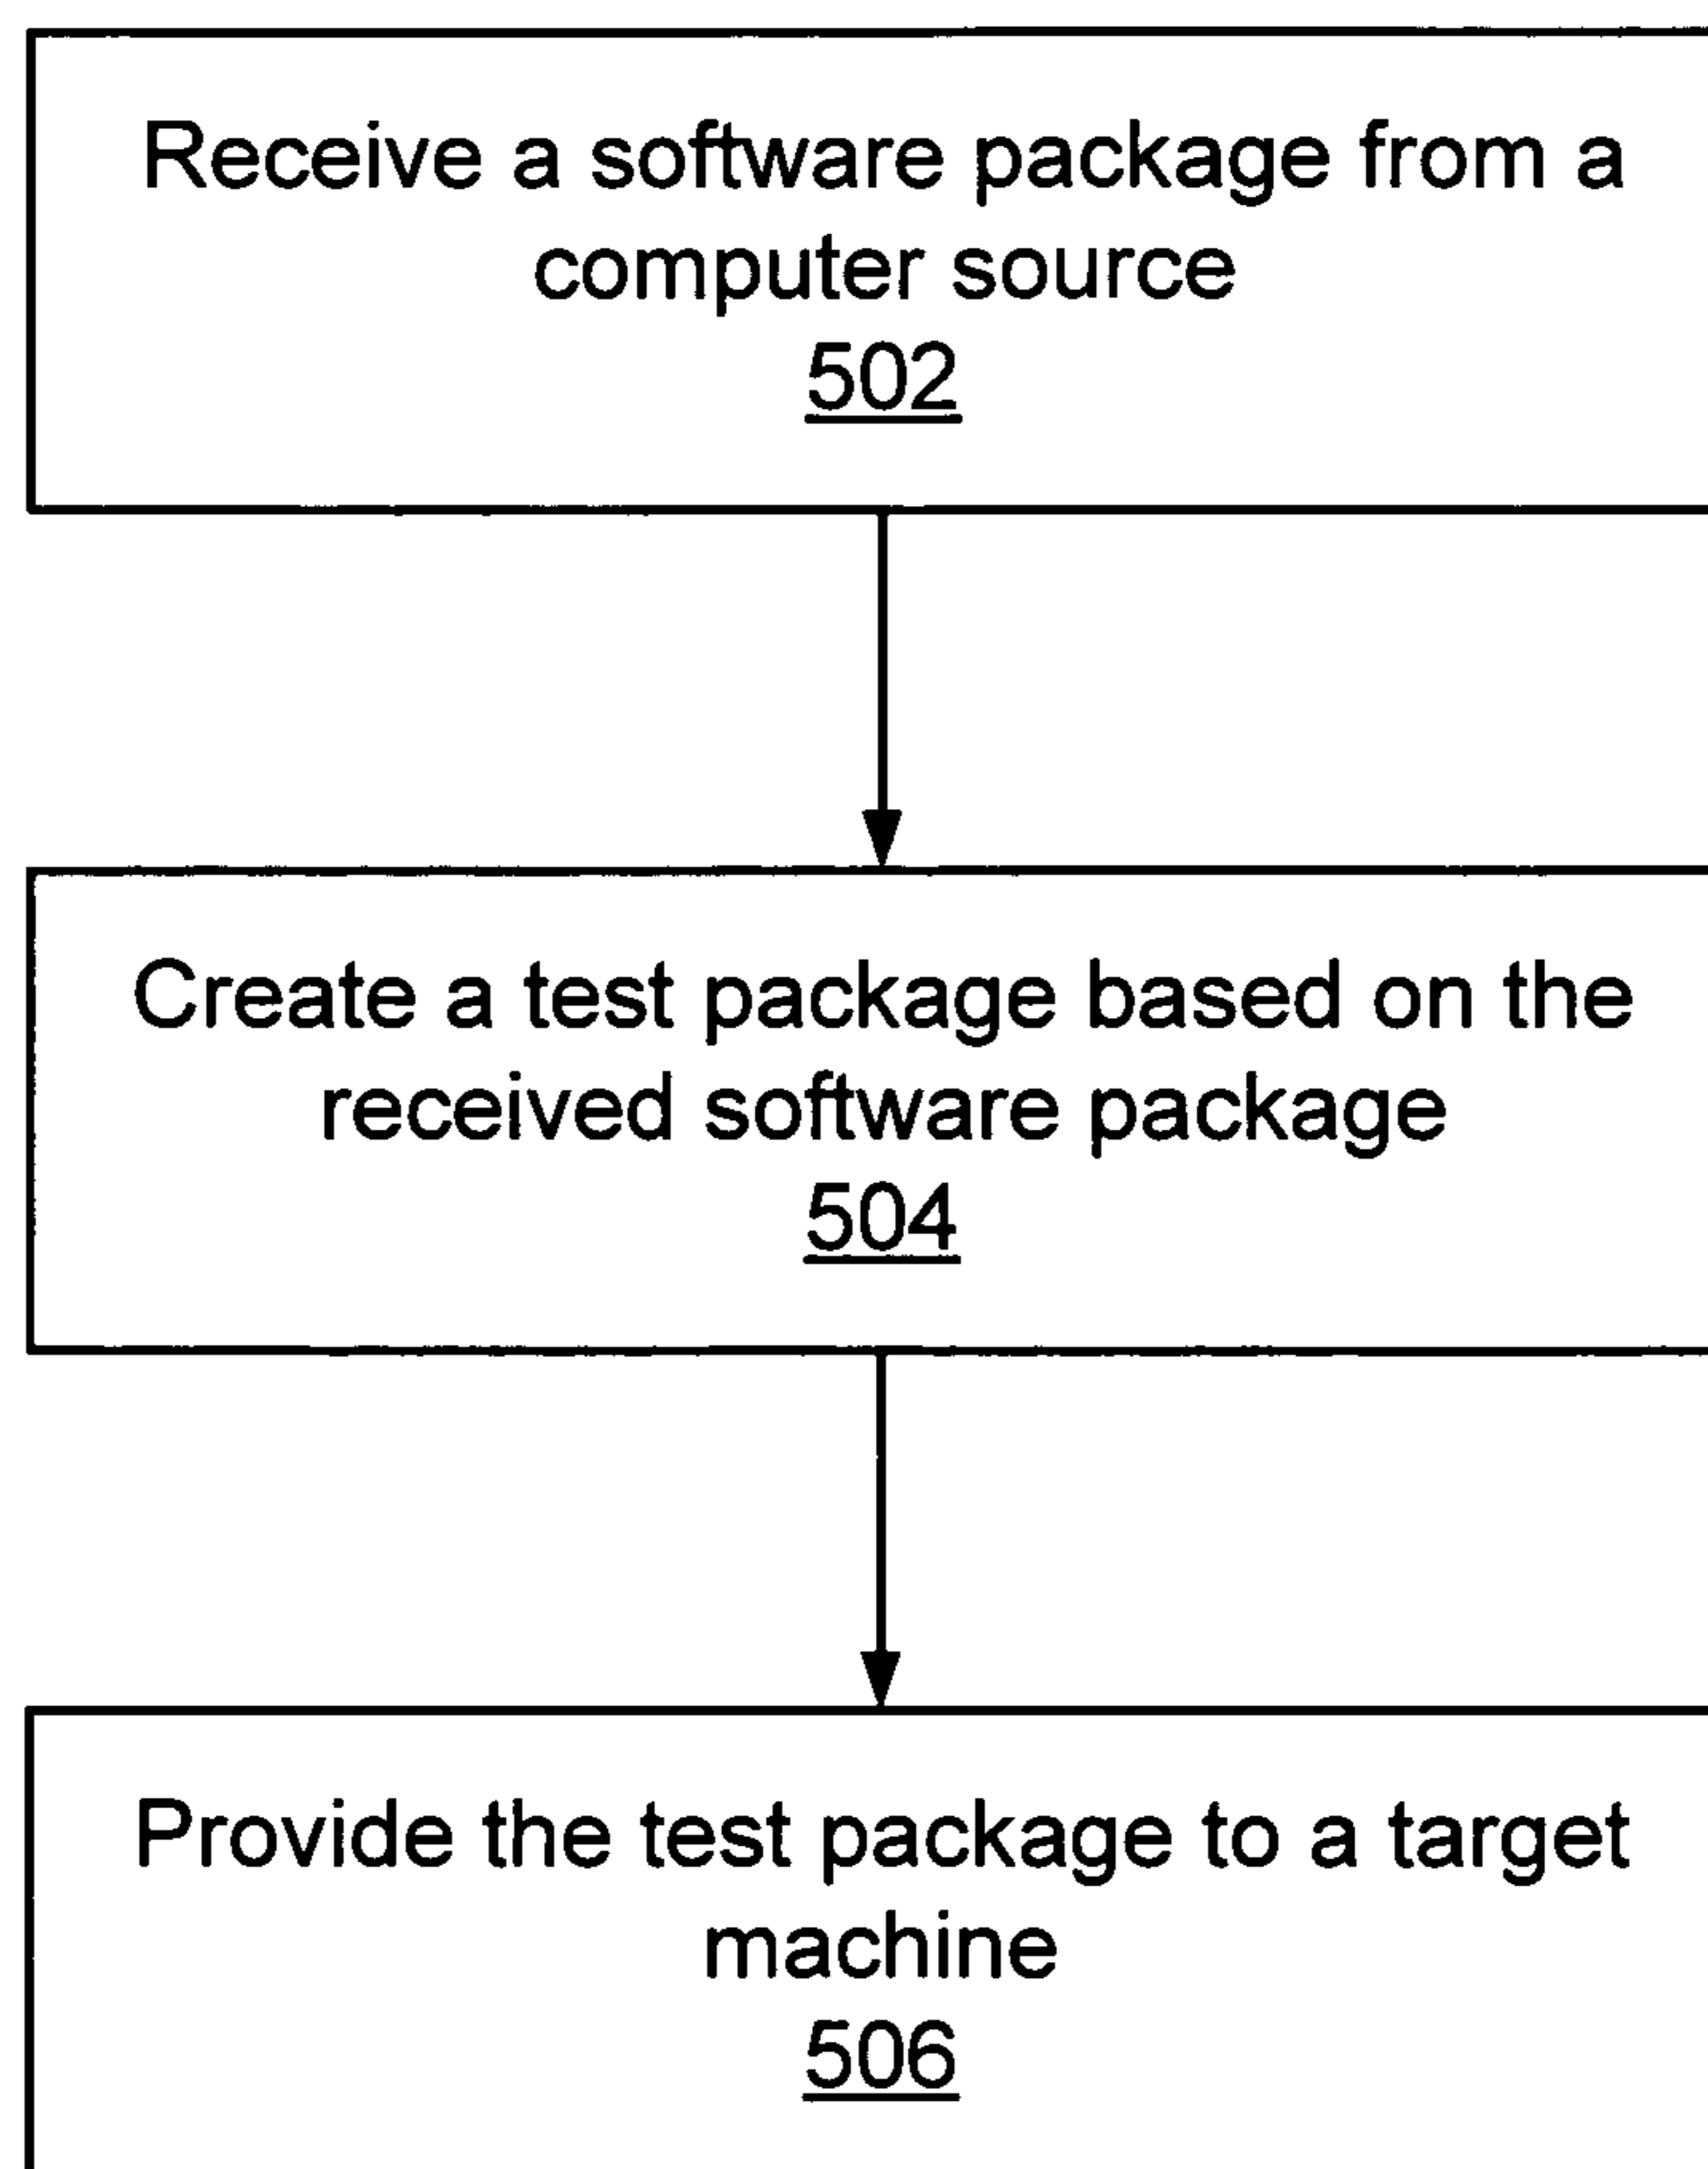 Receive a software package from a
computer source
502
Create a test package based on the
received software package
504
Provide the test package to a target
machine
506